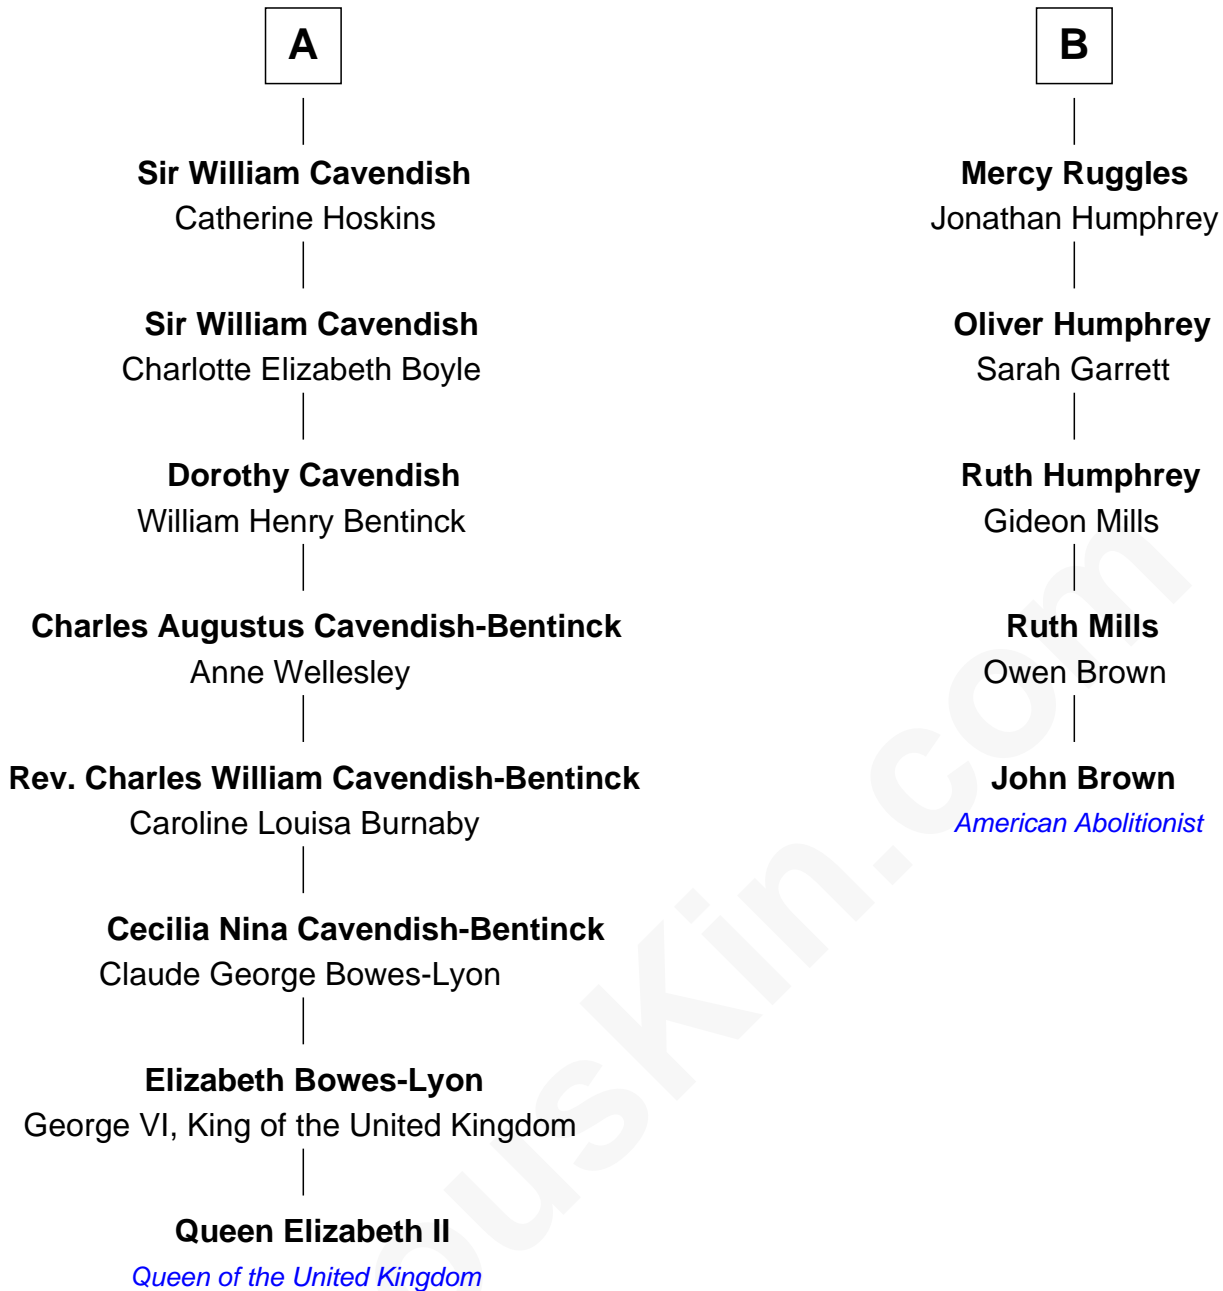 A
Sir William Cavendish
Catherine Hoskins
Sir William Cavendish
Charlotte Elizabeth Boyle
Dorothy Cavendish
William Henry Bentinck
Charles Augustus Cavendish-Bentinck
Anne Wellesley
Rev. Charles William Cavendish-Bentinck
Caroline Louisa Burnaby
Cecilia Nina Cavendish-Bentinck
Claude George Bowes-Lyon
Elizabeth Bowes-Lyon
George VI, King of the United Kingdom
Queen Elizabeth II
Queen of the United Kingdom
B
Mercy Ruggles
Jonathan Humphrey
Oliver Humphrey
Sarah Garrett
Ruth Humphrey
Gideon Mills
Ruth Mills
Owen Brown
John Brown
American Abolitionist